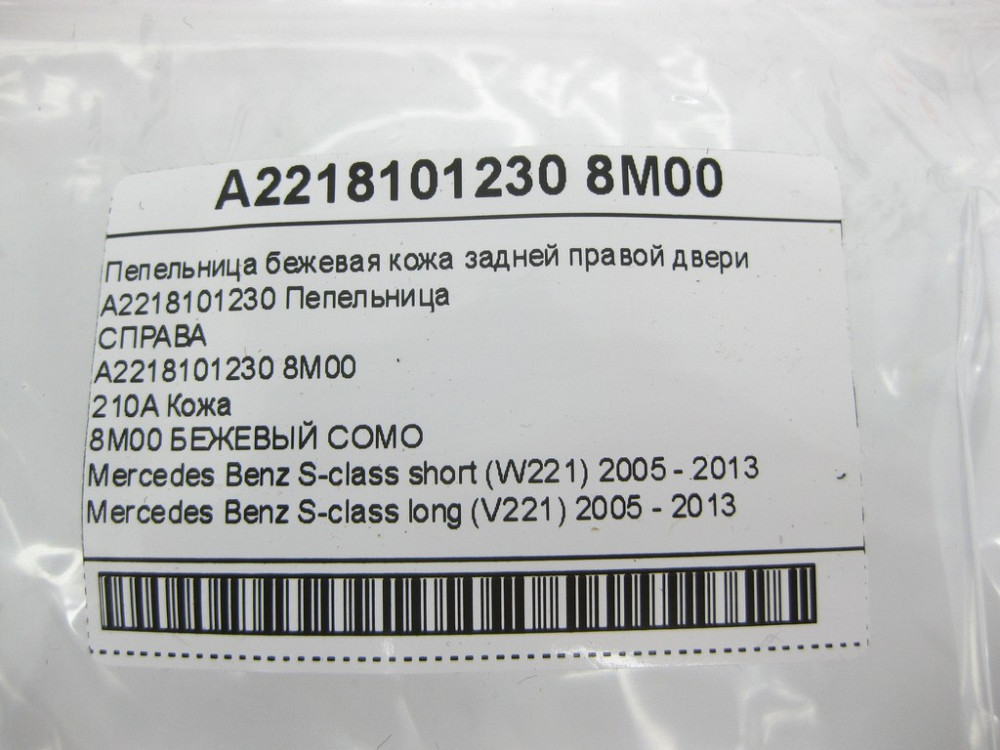 A2218101230 8M00
Пепельница бежевая кожа задней правой двери
A2218101230 Пепельница
СПРАВА
A2218101230 8M00
210A Кожа
8M00 БЕЖЕВЫЙ COMO
Mercedes Benz S-class short (W221) 2005 - 2013
Mercedes Benz S-class long (V221) 2005 - 2013